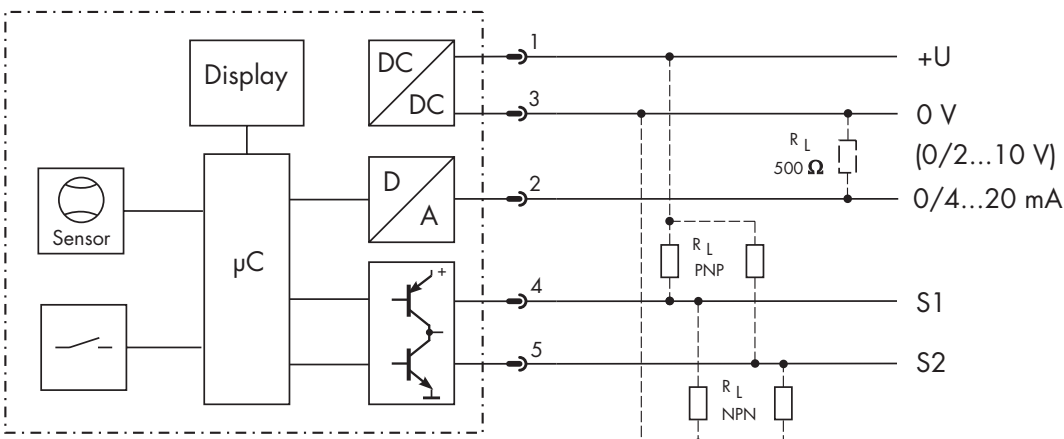 Display
DC
DC
1
+U
3
0 V
R L
500 Ω
(0/2...10 V)
D
A
2
0/4...20 mA
Sensor
µC
R L
PNP
+
4
S1
5
S2
R L
NPN